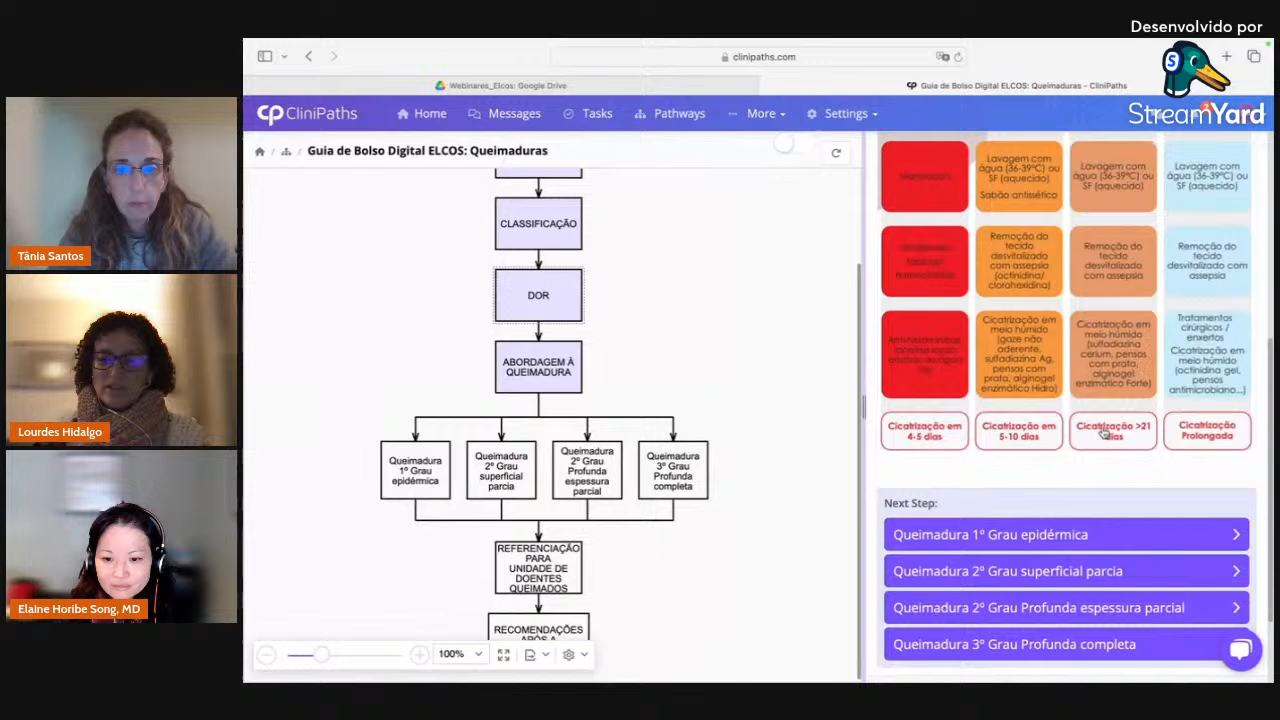 Desenvolvido por
StreamYard
clinipaths.com
Webinares_Elcos: Google Drive
Guia de Bolso Digital ELCOS: Queimaduras - CliniPaths
CliniPaths
Home
Messages
Tasks
Pathways
More
Settings
Guia de Bolso Digital ELCOS: Queimaduras
CLASSIFICAÇÃO
DOR
ABORDAGEM À
QUEIMADURA
Queimadura
1º Grau
epidérmica
Queimadura
2º Grau
superficial
parcia
Queimadura
2º Grau
Profunda
espessura
parcial
Queimadura
3º Grau
Profunda
completa
REFERENCIAÇÃO
PARA
UNIDADE DE
DOENTES
QUEIMADOS
RECOMENDAÇÕES
APÓS A
100%
Lavagem com
água (36-39ºC) ou
SF (aquecido)
Sabão antissético
Lavagem com
água (36-39ºC) ou
SF (aquecido)
Lavagem com
água (36-39ºC) ou
SF (aquecido)
Remoção do
tecido
desvitalizado
com assepsia
(octinidina/
clorohexidina)
Remoção do
tecido
desvitalizado
com assepsia
Remoção do
tecido
desvitalizado com
assepsia
Cicatrização em
meio húmido
(gaze não
aderente,
sulfadiazina Ag,
pensos com
prata, alginogel
enzimático Hidro)
Cicatrização em
meio húmido
(sulfadiazina
cerium, pensos
com prata,
alginogel
enzimático Forte)
Tratamentos
cirúrgicos /
enxertos
Cicatrização em
meio húmido
(octinidina gel,
pensos
antimicrobiano...)
Cicatrização em
4-5 dias
Cicatrização em
5-10 dias
Cicatrização >21
dias
Cicatrização
Prolongada
Next Step:
Queimadura 1º Grau epidérmica
Queimadura 2º Grau superficial parcia
Queimadura 2º Grau Profunda espessura parcial
Queimadura 3º Grau Profunda completa
Tânia Santos
Lourdes Hidalgo
Elaine Horibe Song, MD